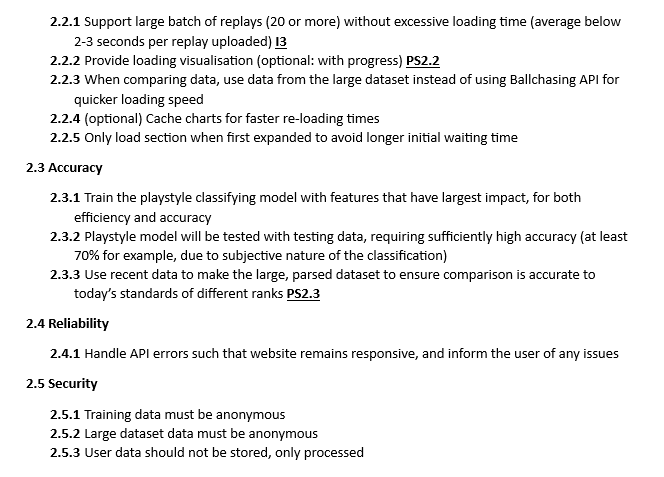 2.2.1 Support large batch of replays (20 or more) without excessive loading time (average below
2-3 seconds per replay uploaded) I3
2.2.2 Provide loading visualisation (optional: with progress) PS2.2
2.2.3 When comparing data, use data from the large dataset instead of using Ballchasing API for
quicker loading speed
2.2.4 (optional) Cache charts for faster re-loading times
2.2.5 Only load section when first expanded to avoid longer initial waiting time
2.3 Accuracy
2.3.1 Train the playstyle classifying model with features that have largest impact, for both
efficiency and accuracy
2.3.2 Playstyle model will be tested with testing data, requiring sufficiently high accuracy (at least
70% for example, due to subjective nature of the classification)
2.3.3 Use recent data to make the large, parsed dataset to ensure comparison is accurate to
today's standards of different ranks PS2.3
2.4 Reliability
2.4.1 Handle API errors such that website remains responsive, and inform the user of any issues
2.5 Security
2.5.1 Training data must be anonymous
2.5.2 Large dataset data must be anonymous
2.5.3 User data should not be stored, only processed